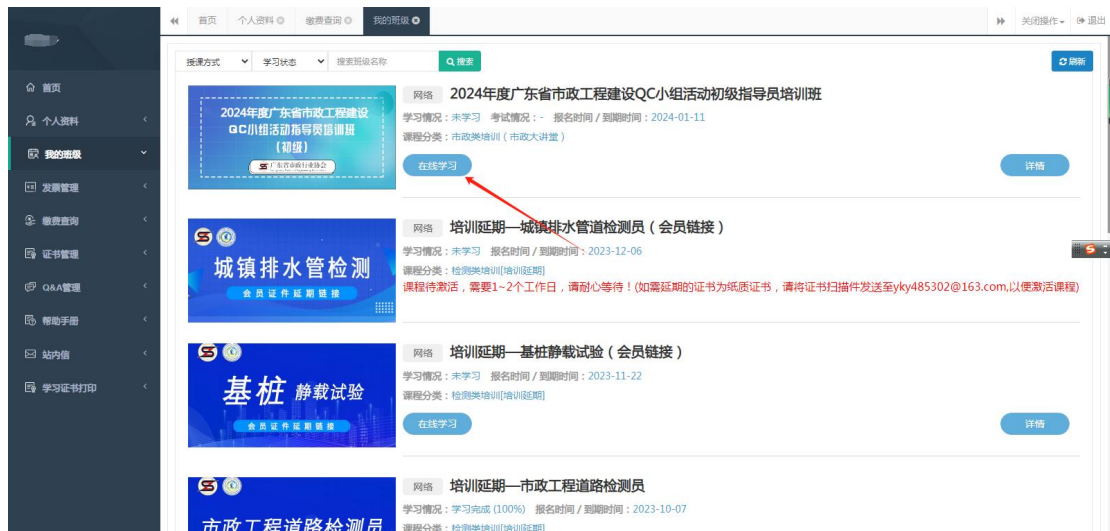 首页 个人资料 缴费查询 我的班级 关闭操作 退出
首页
个人资料
我的班级
发票管理
缴费查询
证书管理
Q&A管理
帮助手册
站内信
学习证书打印
授课方式 学习状态 搜索班级名称 搜索 刷新
2024年度广东省市政工程建设
QC小组活动指导员培训班
(初级)
广东省市政行业协会
网络 2024年度广东省市政工程建设QC小组活动初级指导员培训班
学习情况：未学习 考试情况：- 报名时间 / 到期时间：2024-01-11
课程分类：市政类培训 ( 市政大讲堂 )
在线学习 详情
城镇排水管检测
会员证件延期链接
网络 培训延期—城镇排水管道检测员 ( 会员链接 )
学习情况：未学习 报名时间 / 到期时间：2023-12-06
课程分类：检测类培训[培训延期]
课程待激活，需要1~2个工作日，请耐心等待！(如需延期的证书为纸质证书，请将证书扫描件发送至yky485302@163.com,以便激活课程)
基桩 静载试验
会员证件延期链接
网络 培训延期—基桩静载试验 ( 会员链接 )
学习情况：未学习 报名时间 / 到期时间：2023-11-22
课程分类：检测类培训[培训延期]
在线学习 详情
市政工程道路检测员
网络 培训延期—市政工程道路检测员
学习情况：学习完成 (100%) 报名时间 / 到期时间：2023-10-07
课程分类：检测类培训[培训延期]